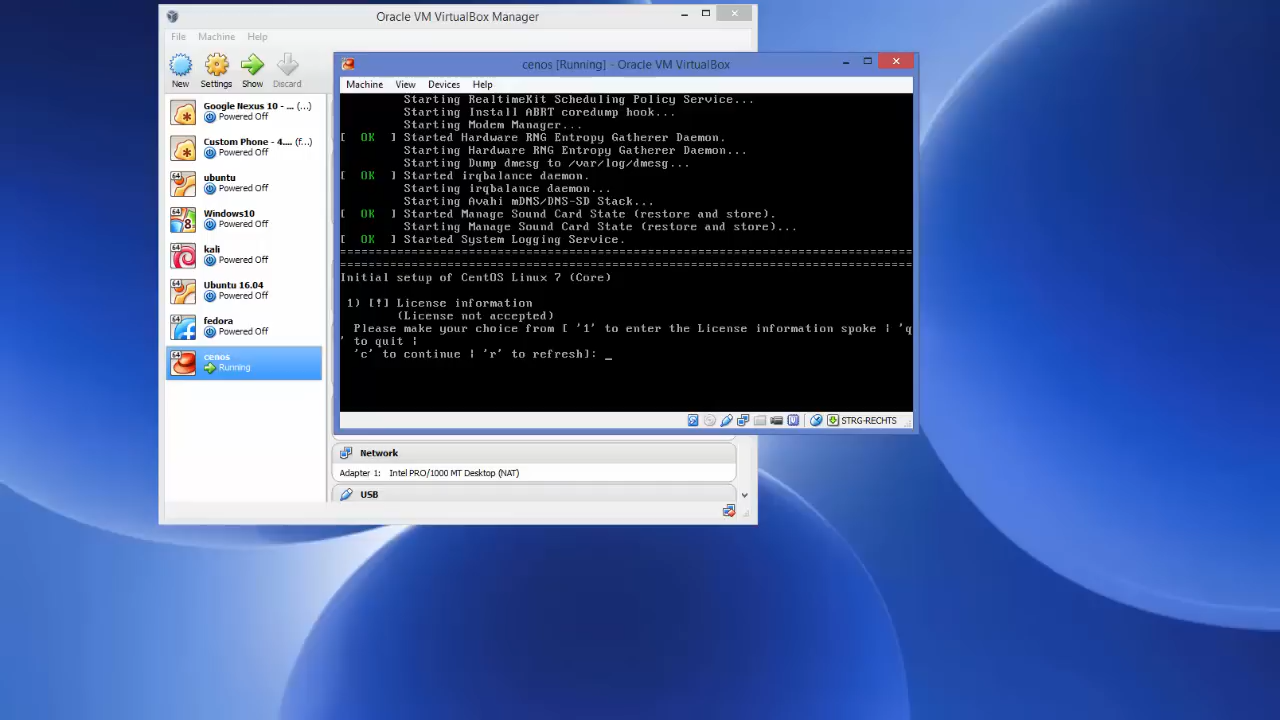 Oracle VM VirtualBox Manager
File Machine Help
New Settings Show Discard
Google Nexus 10 - ... (...)
Powered Off
Custom Phone - 4.... (f...)
Powered Off
ubuntu
Powered Off
Windows10
Powered Off
kali
Powered Off
Ubuntu 16.04
Powered Off
fedora
Powered Off
cenos
Running
cenos [Running] - Oracle VM VirtualBox
Machine View Devices Help
Starting RealtimeKit Scheduling Policy Service...
Starting Install ABRT coredump hook...
Starting Modem Manager...
[ OK ] Started Hardware RNG Entropy Gatherer Daemon.
Starting Hardware RNG Entropy Gatherer Daemon...
Starting Dump dmesg to /var/log/dmesg...
[ OK ] Started irqbalance daemon.
Starting irqbalance daemon...
Starting Avahi mDNS/DNS-SD Stack...
[ OK ] Started Manage Sound Card State (restore and store).
Starting Manage Sound Card State (restore and store)...
[ OK ] Started System Logging Service.
================================================================================
================================================================================
Initial setup of CentOS Linux 7 (Core)
1) [!] License information
(License not accepted)
Please make your choice from [ '1' to enter the License information spoke | 'q
' to quit |
'c' to continue | 'r' to refresh]: _
STRG-RECHTS
Network
Adapter 1: Intel PRO/1000 MT Desktop (NAT)
USB